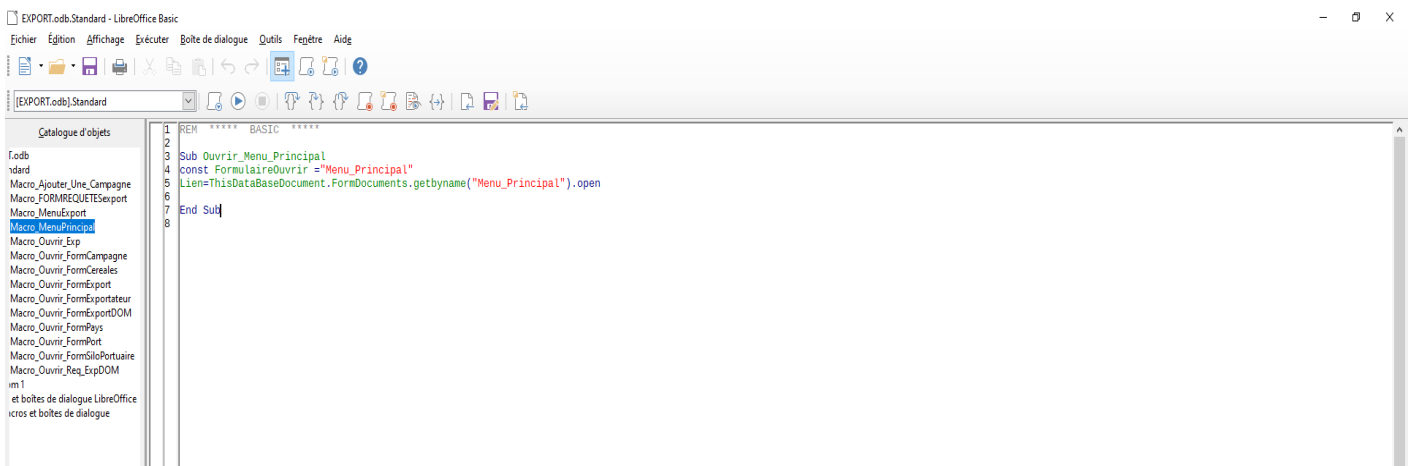 EXPORT.odb.Standard - LibreOffice Basic
Fichier Édition Affichage Exécuter Boîte de dialogue Outils Fenêtre Aide
[EXPORT.odb].Standard
Catalogue d'objets
T.odb
ndard
Macro_Ajouter_Une_Campagne
Macro_FORMREQUETESexport
Macro_MenuExport
Macro_MenuPrincipal
Macro_Ouvrir_Exp
Macro_Ouvrir_FormCampagne
Macro_Ouvrir_FormCereales
Macro_Ouvrir_FormExport
Macro_Ouvrir_FormExportateur
Macro_Ouvrir_FormExportDOM
Macro_Ouvrir_FormPays
Macro_Ouvrir_FormPort
Macro_Ouvrir_FormSiloPortuaire
Macro_Ouvrir_Req_ExpDOM
om 1
et boîtes de dialogue LibreOffice
acros et boîtes de dialogue
1 REM ***** BASIC *****
2
3 Sub Ouvrir_Menu_Principal
4 const FormulaireOuvrir ="Menu_Principal"
5 Lien=ThisDataBaseDocument.FormDocuments.getbyname("Menu_Principal").open
6
7 End Sub
8